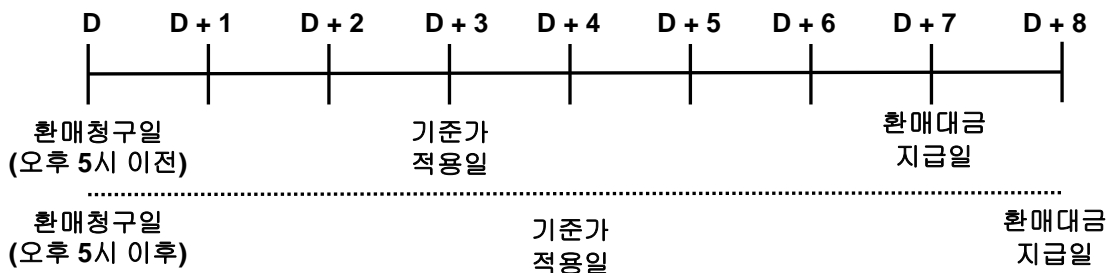 D D + 1 D + 2 D + 3 D + 4 D + 5 D + 6 D + 7 D + 8
환매청구일
(오후 5시 이전)
기준가
적용일
환매대금
지급일
환매청구일
(오후 5시 이후)
기준가
적용일
환매대금
지급일